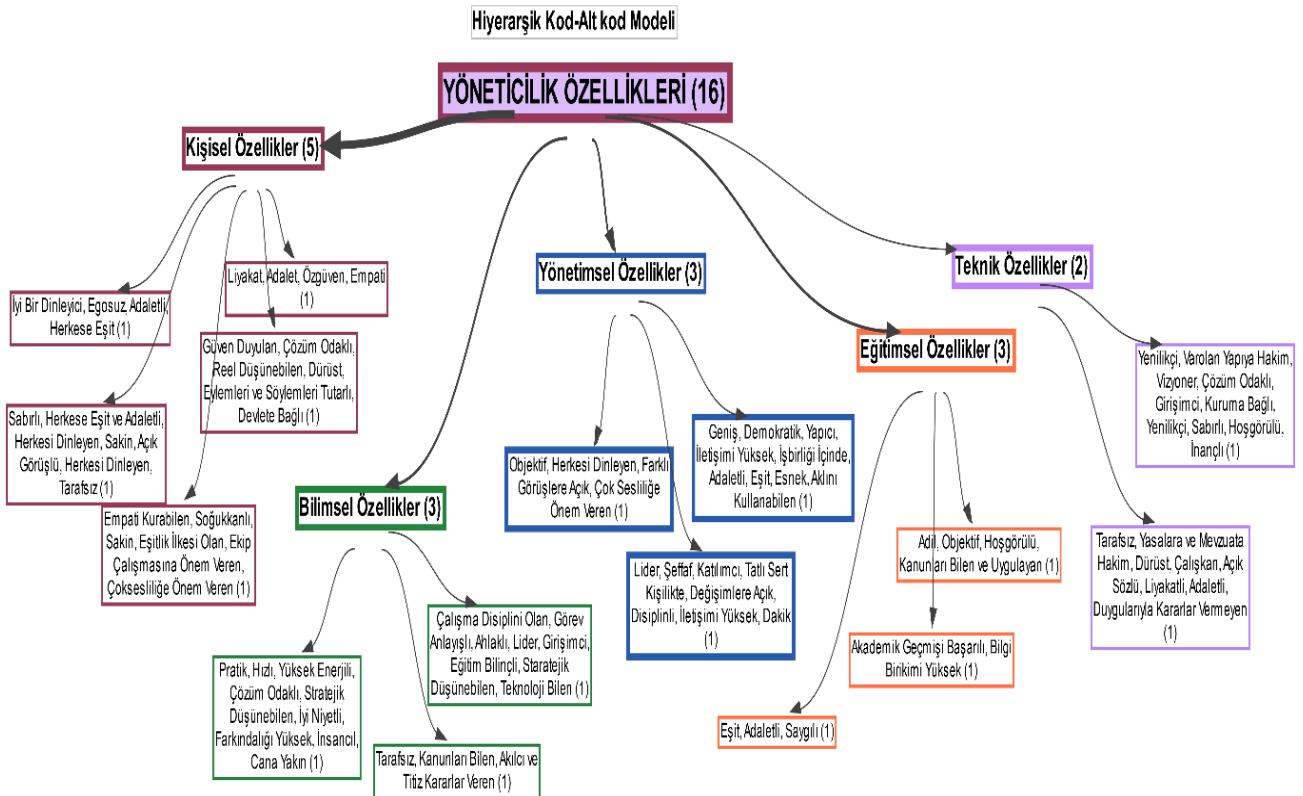 Hiyerarşik Kod-Alt kod Modeli
YÖNETİCİLİK ÖZELLİKLERİ (16)
Kişisel Özellikler (5)
İyi Bir Dinleyici, Egosuz, Adaletli,
Herkese Eşit (1)
Liyakat, Adalet, Özgüven, Empati
(1)
Güven Duyulan, Çözüm Odaklı,
Reel Düşünebilen, Dürüst,
Eylemleri ve Söylemleri Tutarlı,
Devlete Bağlı (1)
Sabırlı, Herkese Eşit ve Adaletli,
Herkesi Dinleyen, Sakin, Açık
Görüşlü, Herkesi Dinleyen,
Tarafsız (1)
Empati Kurabilen, Soğukkanlı,
Sakin, Eşitlik İlkesi Olan, Ekip
Çalışmasına Önem Veren,
Çoksesliliğe Önem Veren (1)
Bilimsel Özellikler (3)
Pratik, Hızlı, Yüksek Enerjili,
Çözüm Odaklı, Stratejik
Düşünebilen, İyi Niyetli,
Farkındalığı Yüksek, İnsancıl,
Cana Yakın (1)
Çalışma Disiplini Olan, Görev
Anlayışlı, Ahlaklı, Lider, Girişimci,
Eğitim Bilinçli, Staratejik
Düşünebilen, Teknoloji Bilen (1)
Tarafsız, Kanunları Bilen, Akılcı ve
Titiz Kararlar Veren (1)
Yönetimsel Özellikler (3)
Objektif, Herkesi Dinleyen, Farklı
Görüşlere Açık, Çok Sesliliğe
Önem Veren (1)
Geniş, Demokratik, Yapıcı,
İletişimi Yüksek, İşbirliği İçinde,
Adaletli, Eşit, Esnek, Aklını
Kullanabilen (1)
Lider, Şeffaf, Katılımcı, Tatlı Sert
Kişilikte, Değişimlere Açık,
Disiplinli, İletişimi Yüksek, Dakik
(1)
Eğitimsel Özellikler (3)
Adil, Objektif, Hoşgörülü,
Kanunları Bilen ve Uygulayan (1)
Akademik Geçmişi Başarılı, Bilgi
Birikimi Yüksek (1)
Eşit, Adaletli, Saygılı (1)
Teknik Özellikler (2)
Yenilikçi, Varolan Yapıya Hakim,
Vizyoner, Çözüm Odaklı,
Girişimci, Kuruma Bağlı,
Yenilikçi, Sabırlı, Hoşgörülü,
İnançlı (1)
Tarafsız, Yasalara ve Mevzuata
Hakim, Dürüst, Çalışkan, Açık
Sözlü, Liyakatli, Adaletli,
Duygularıyla Kararlar Vermeyen
(1)